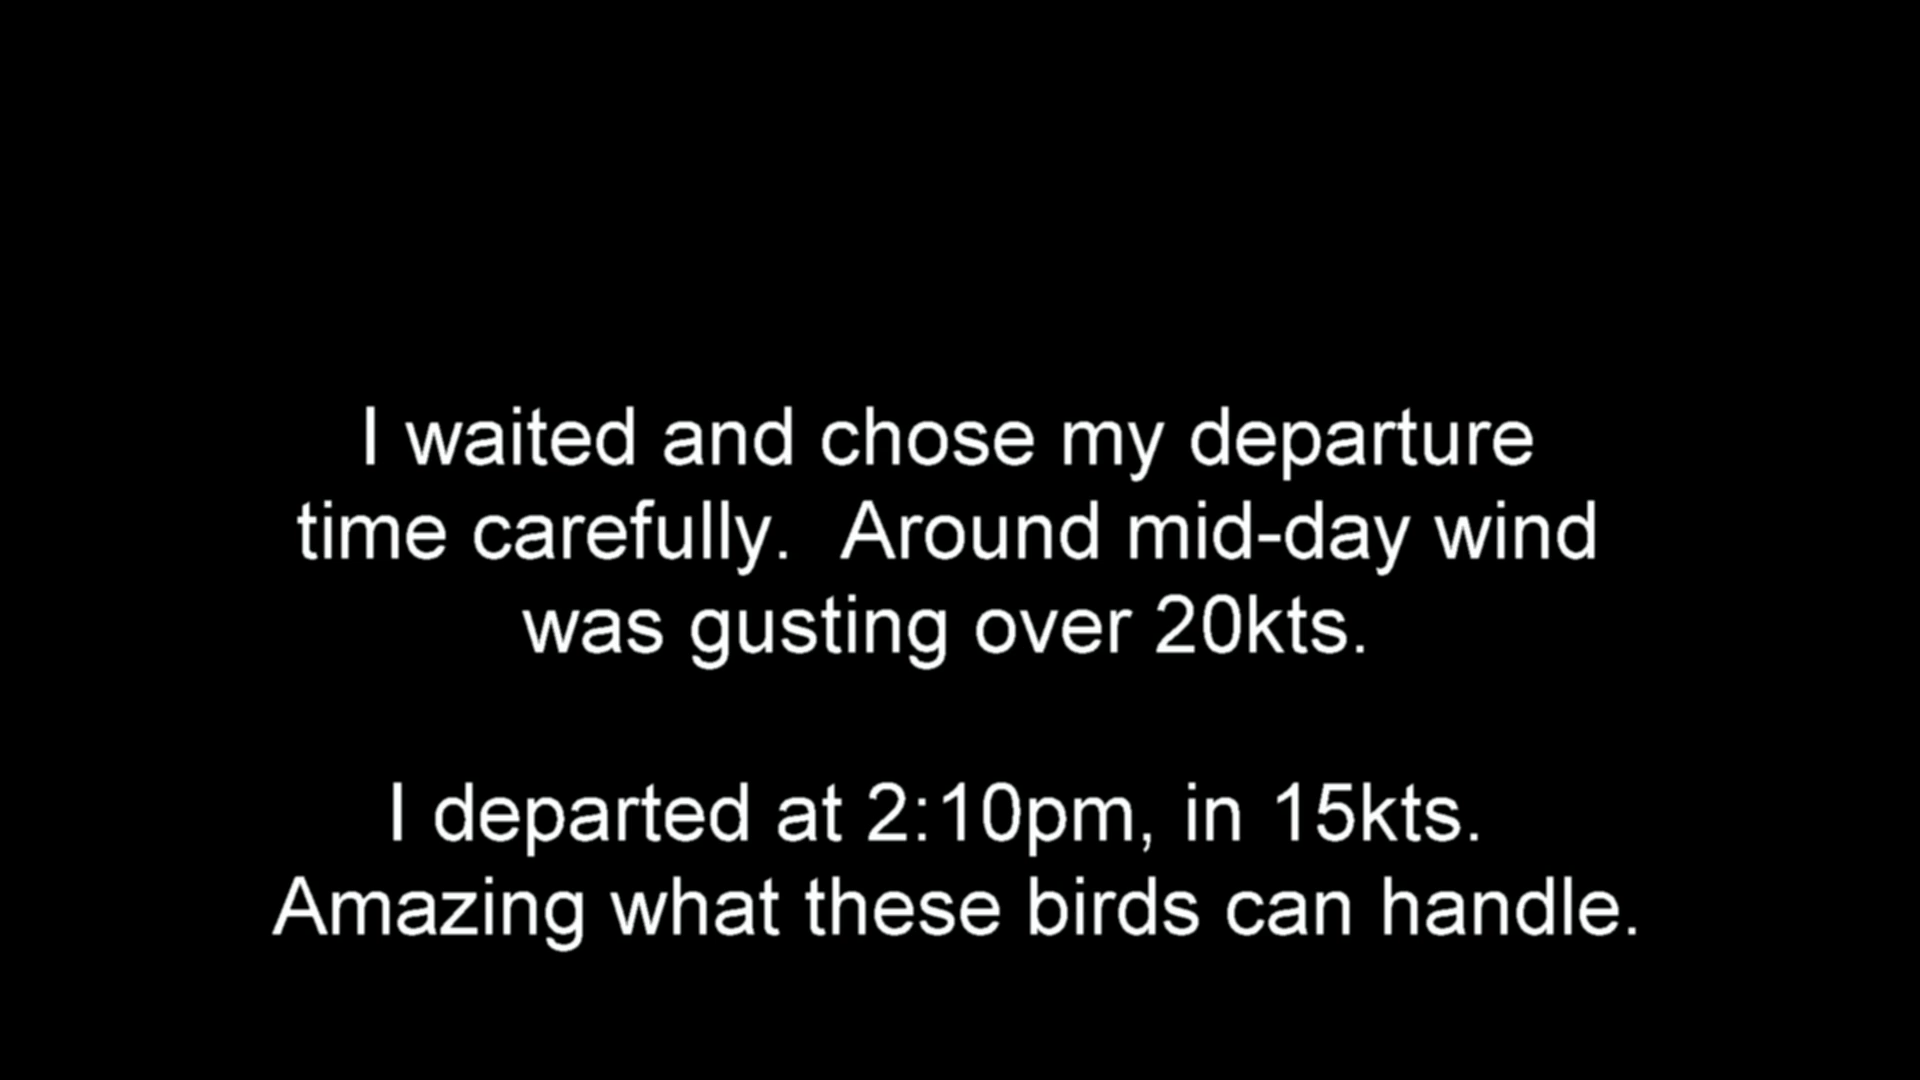 I waited and chose my departure
time carefully.  Around mid-day wind
was gusting over 20kts.
I departed at 2:10pm, in 15kts.
Amazing what these birds can handle.